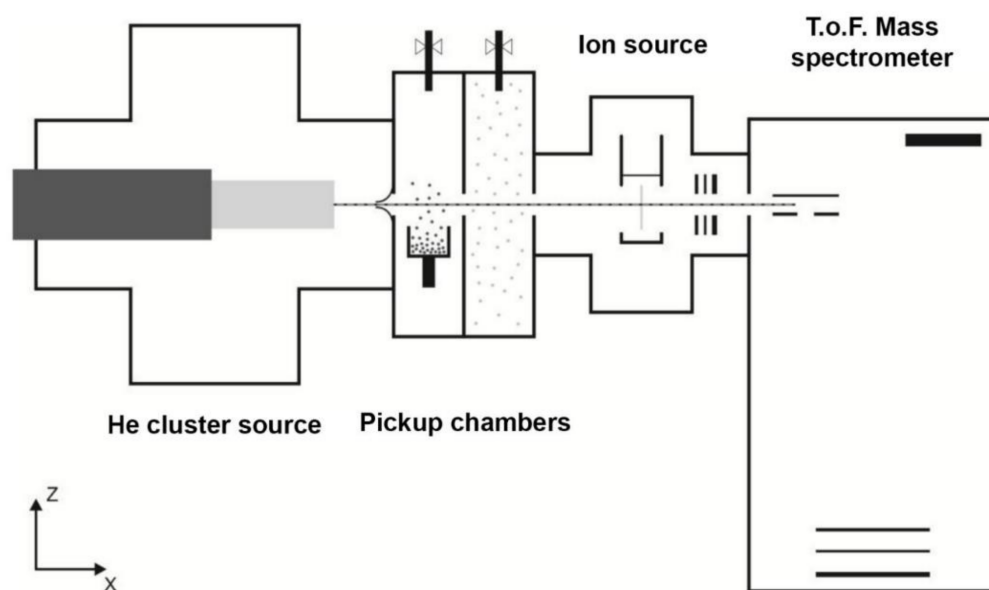 T.o.F. Mass
spectrometer
Ion source
He cluster source
Pickup chambers
Z
X